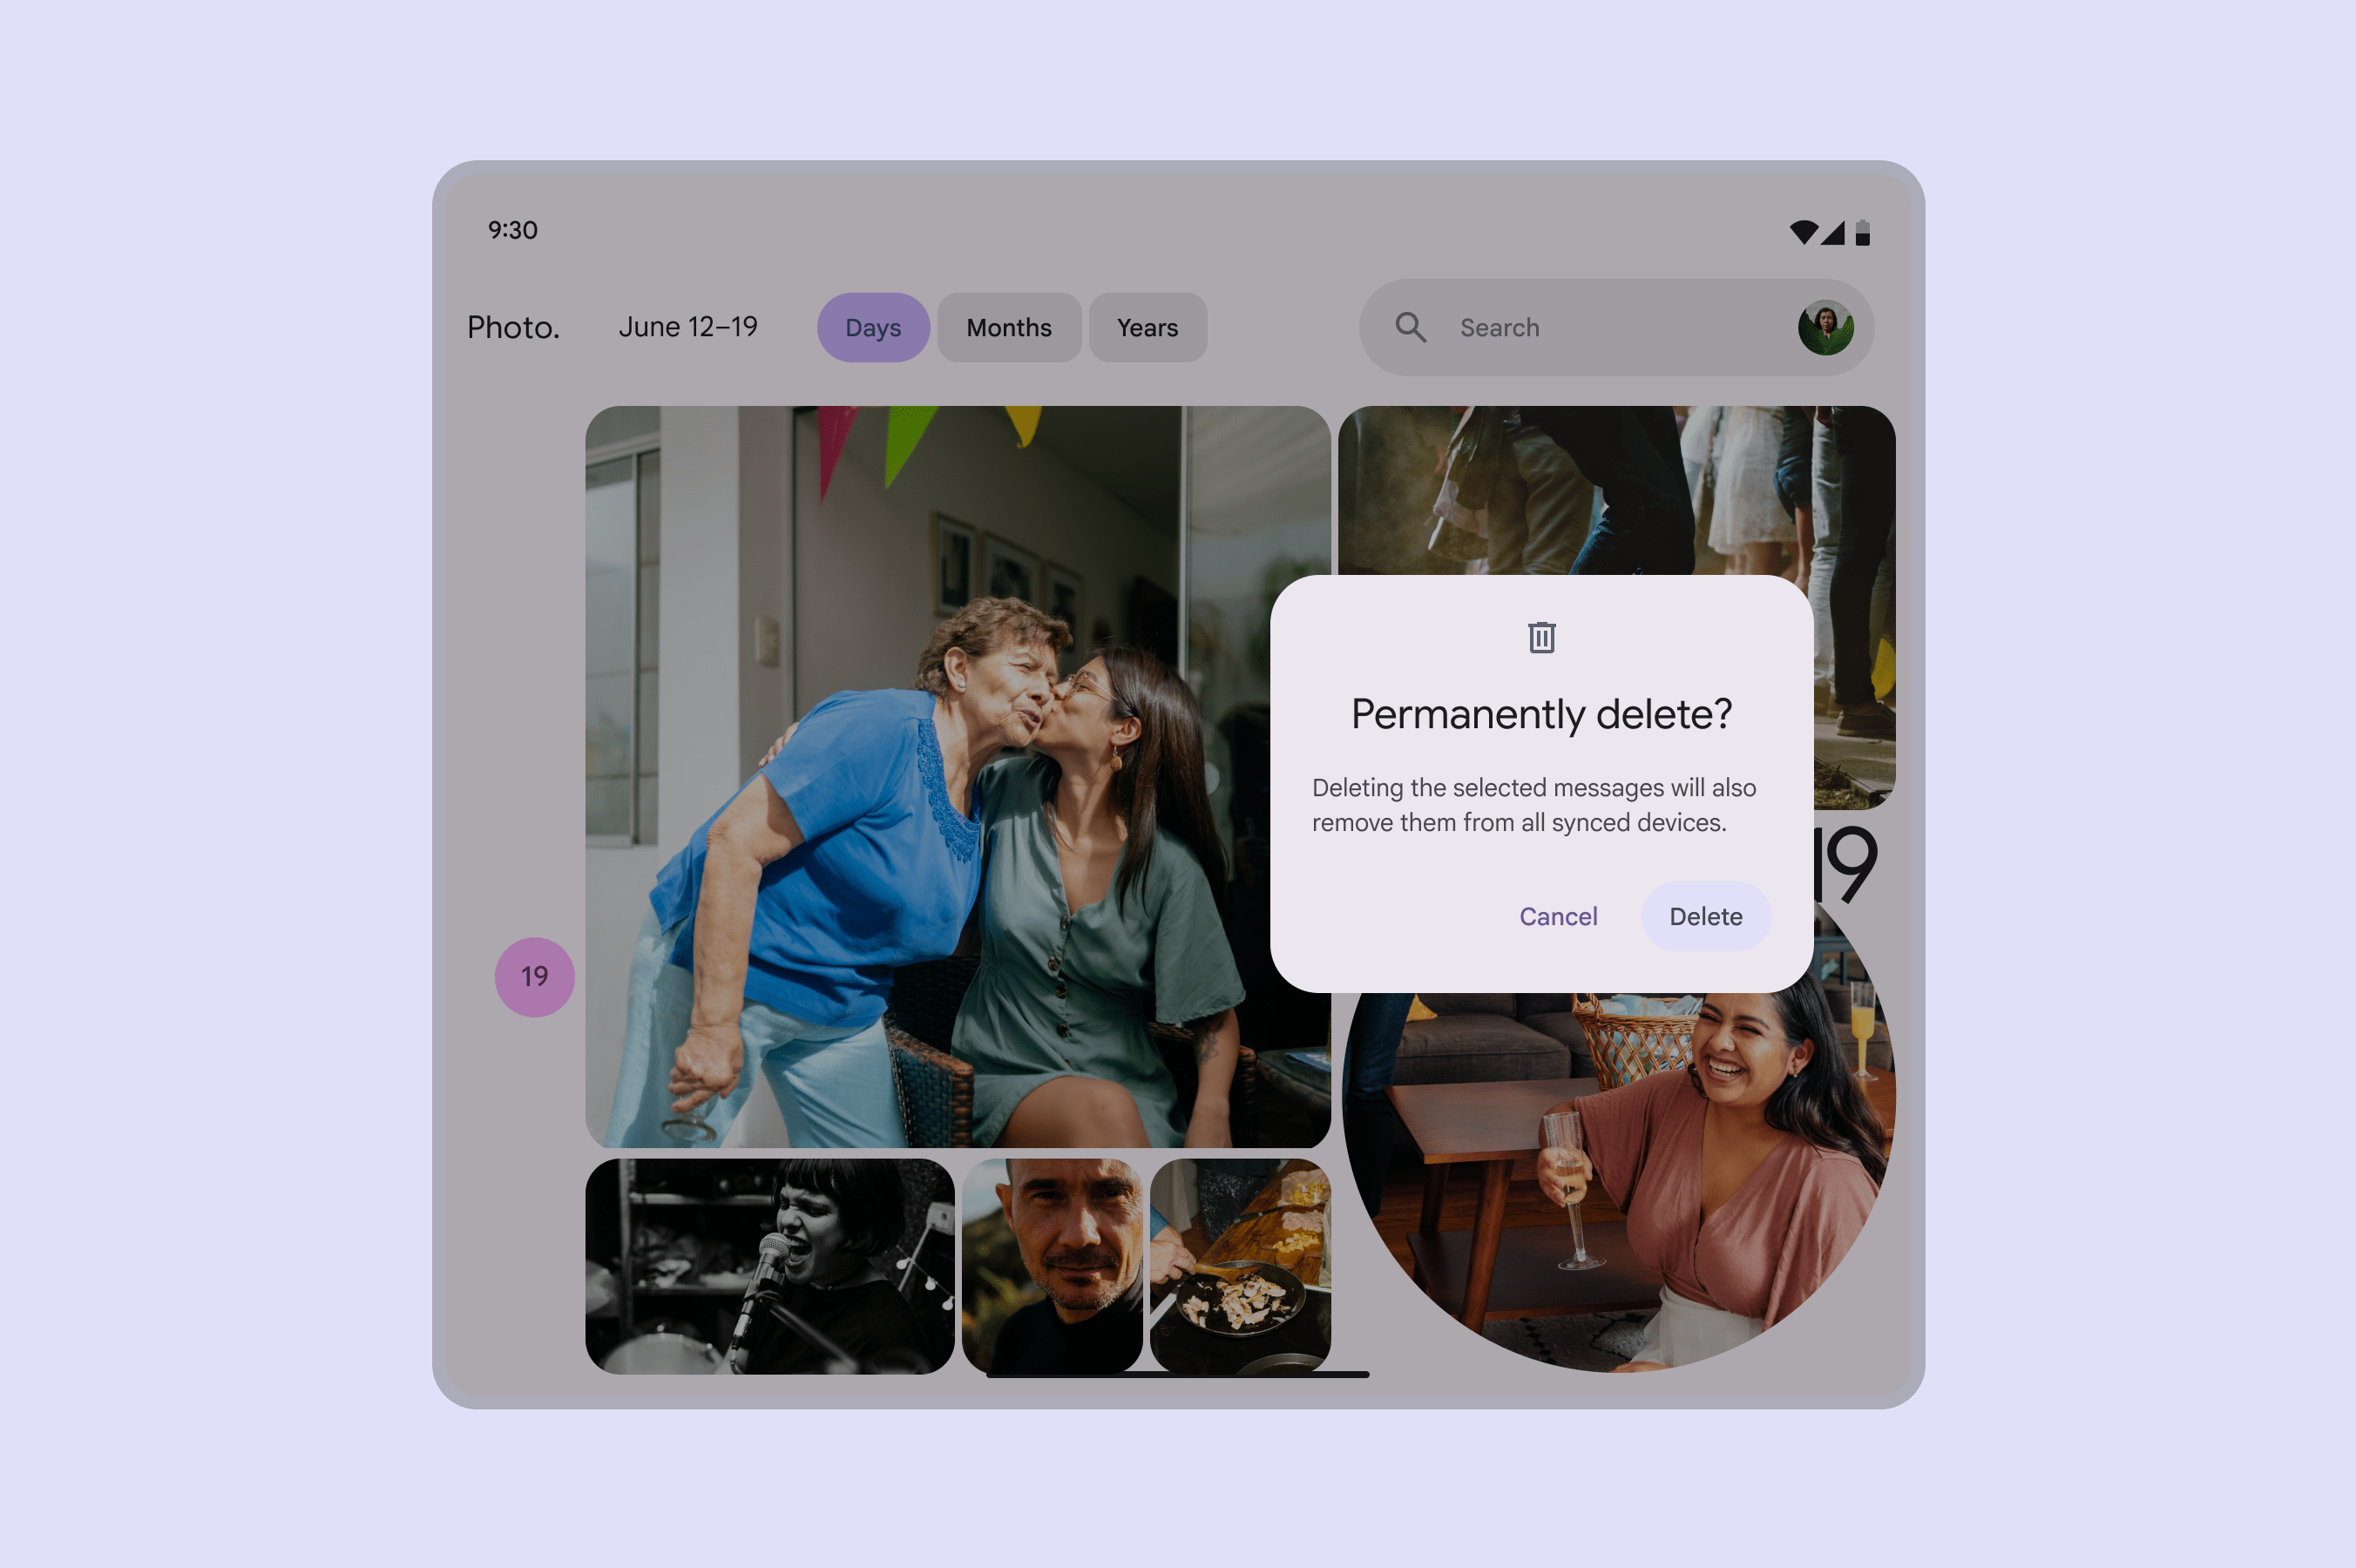 9:30
Photo.
June 12–19
Days
Months
Years
Search
Permanently delete?
Deleting the selected messages will also
remove them from all synced devices.
Cancel
Delete
19
19